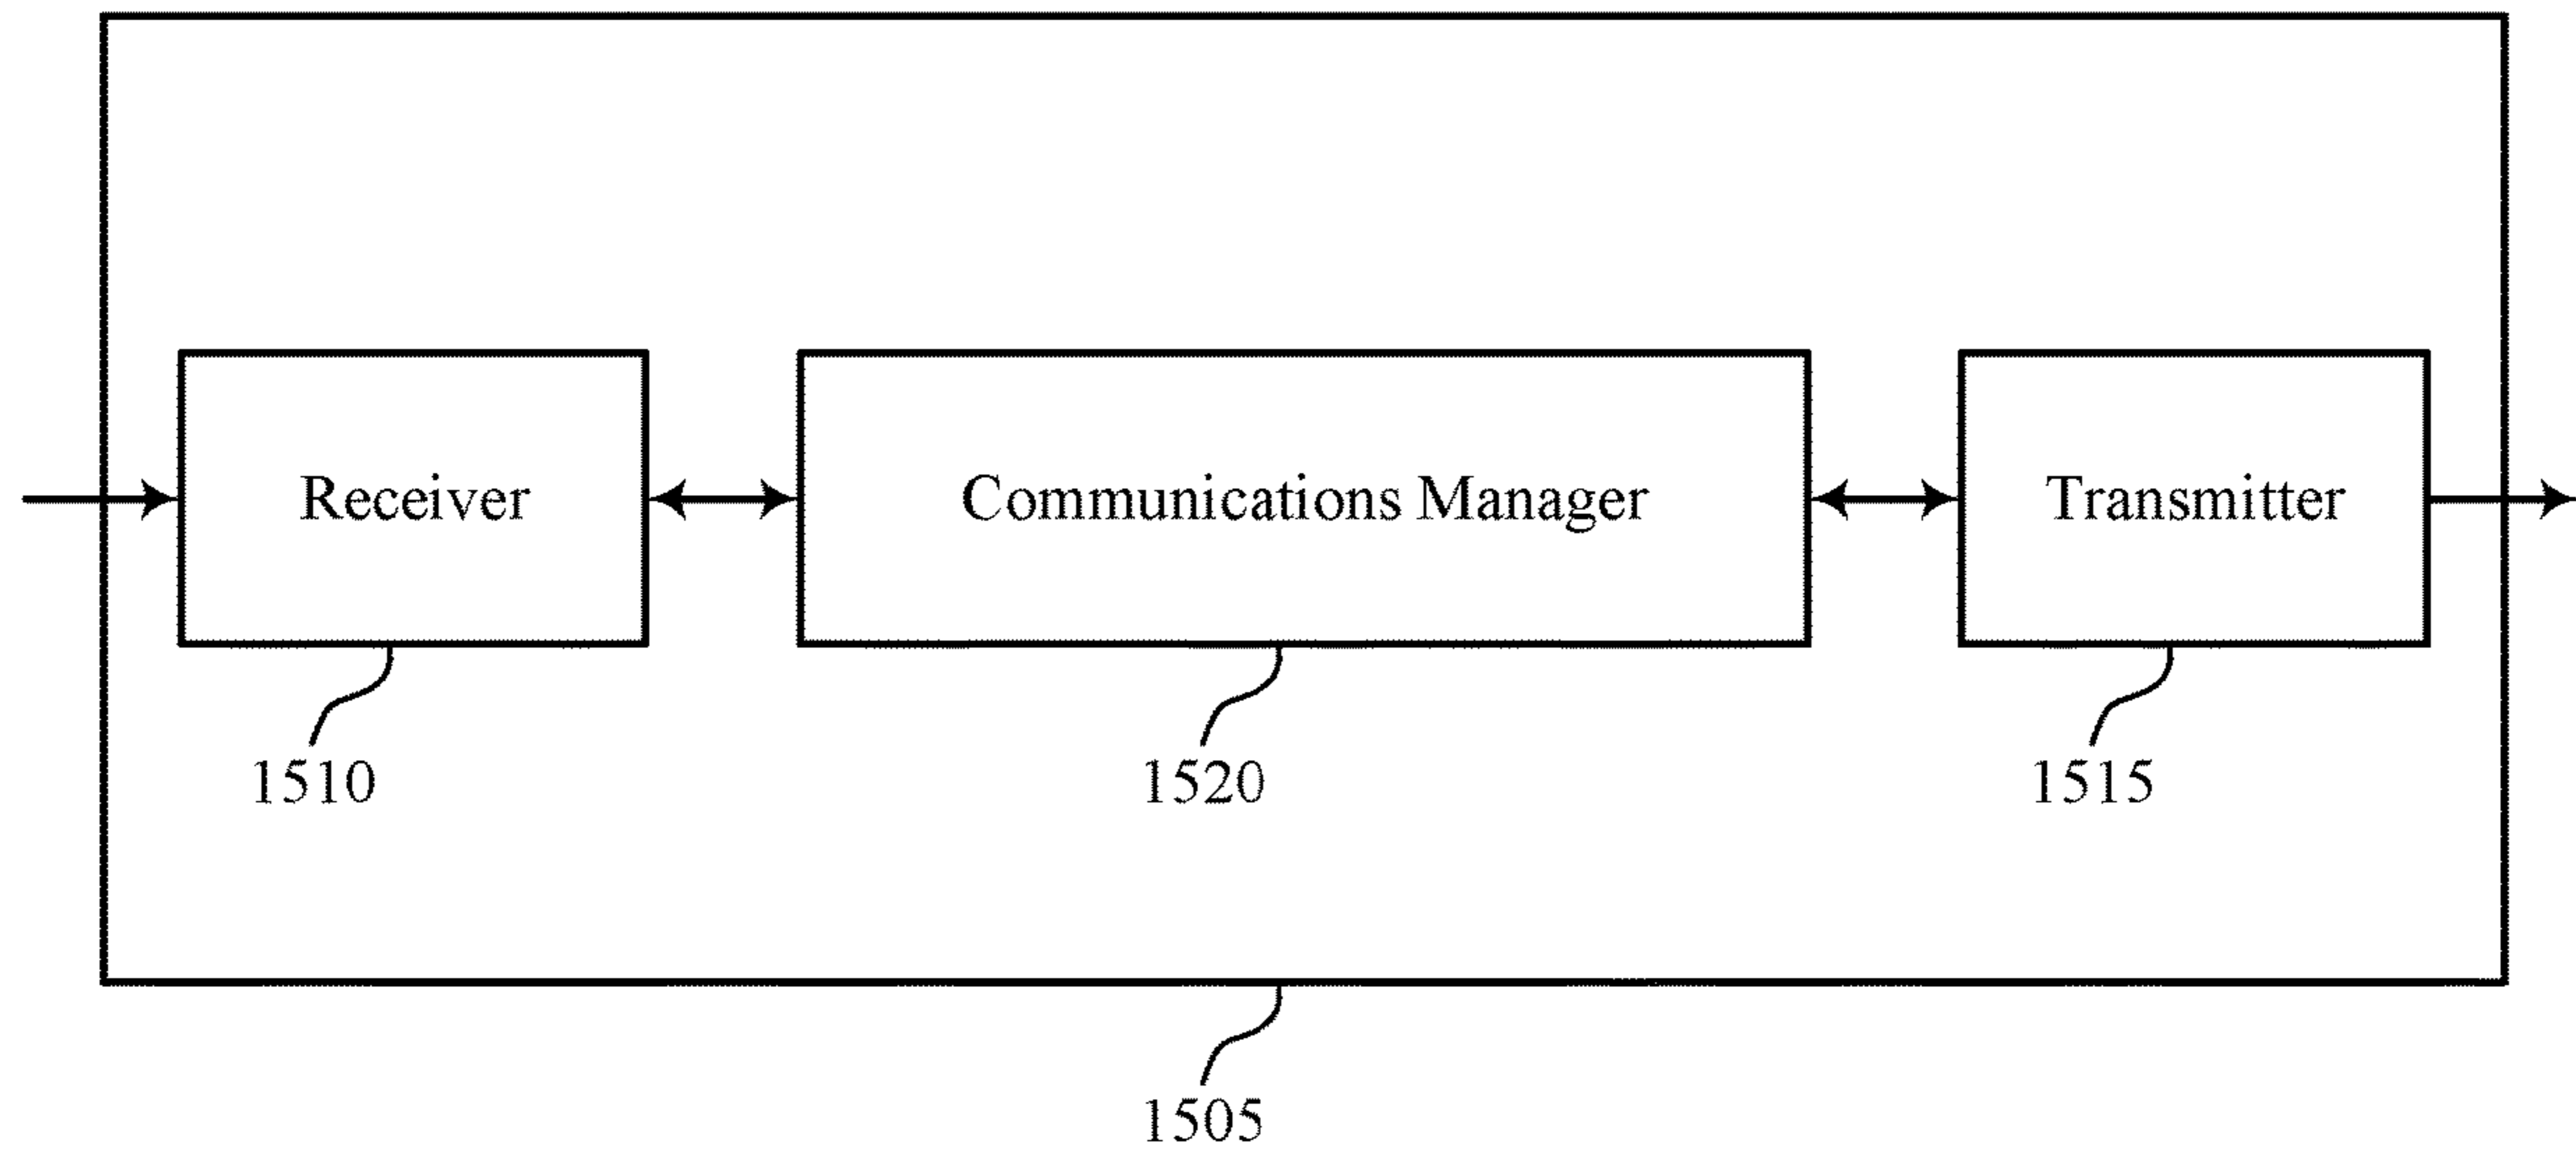 Receiver
Communications Manager
Transmitter
1510
1520
1515
1505